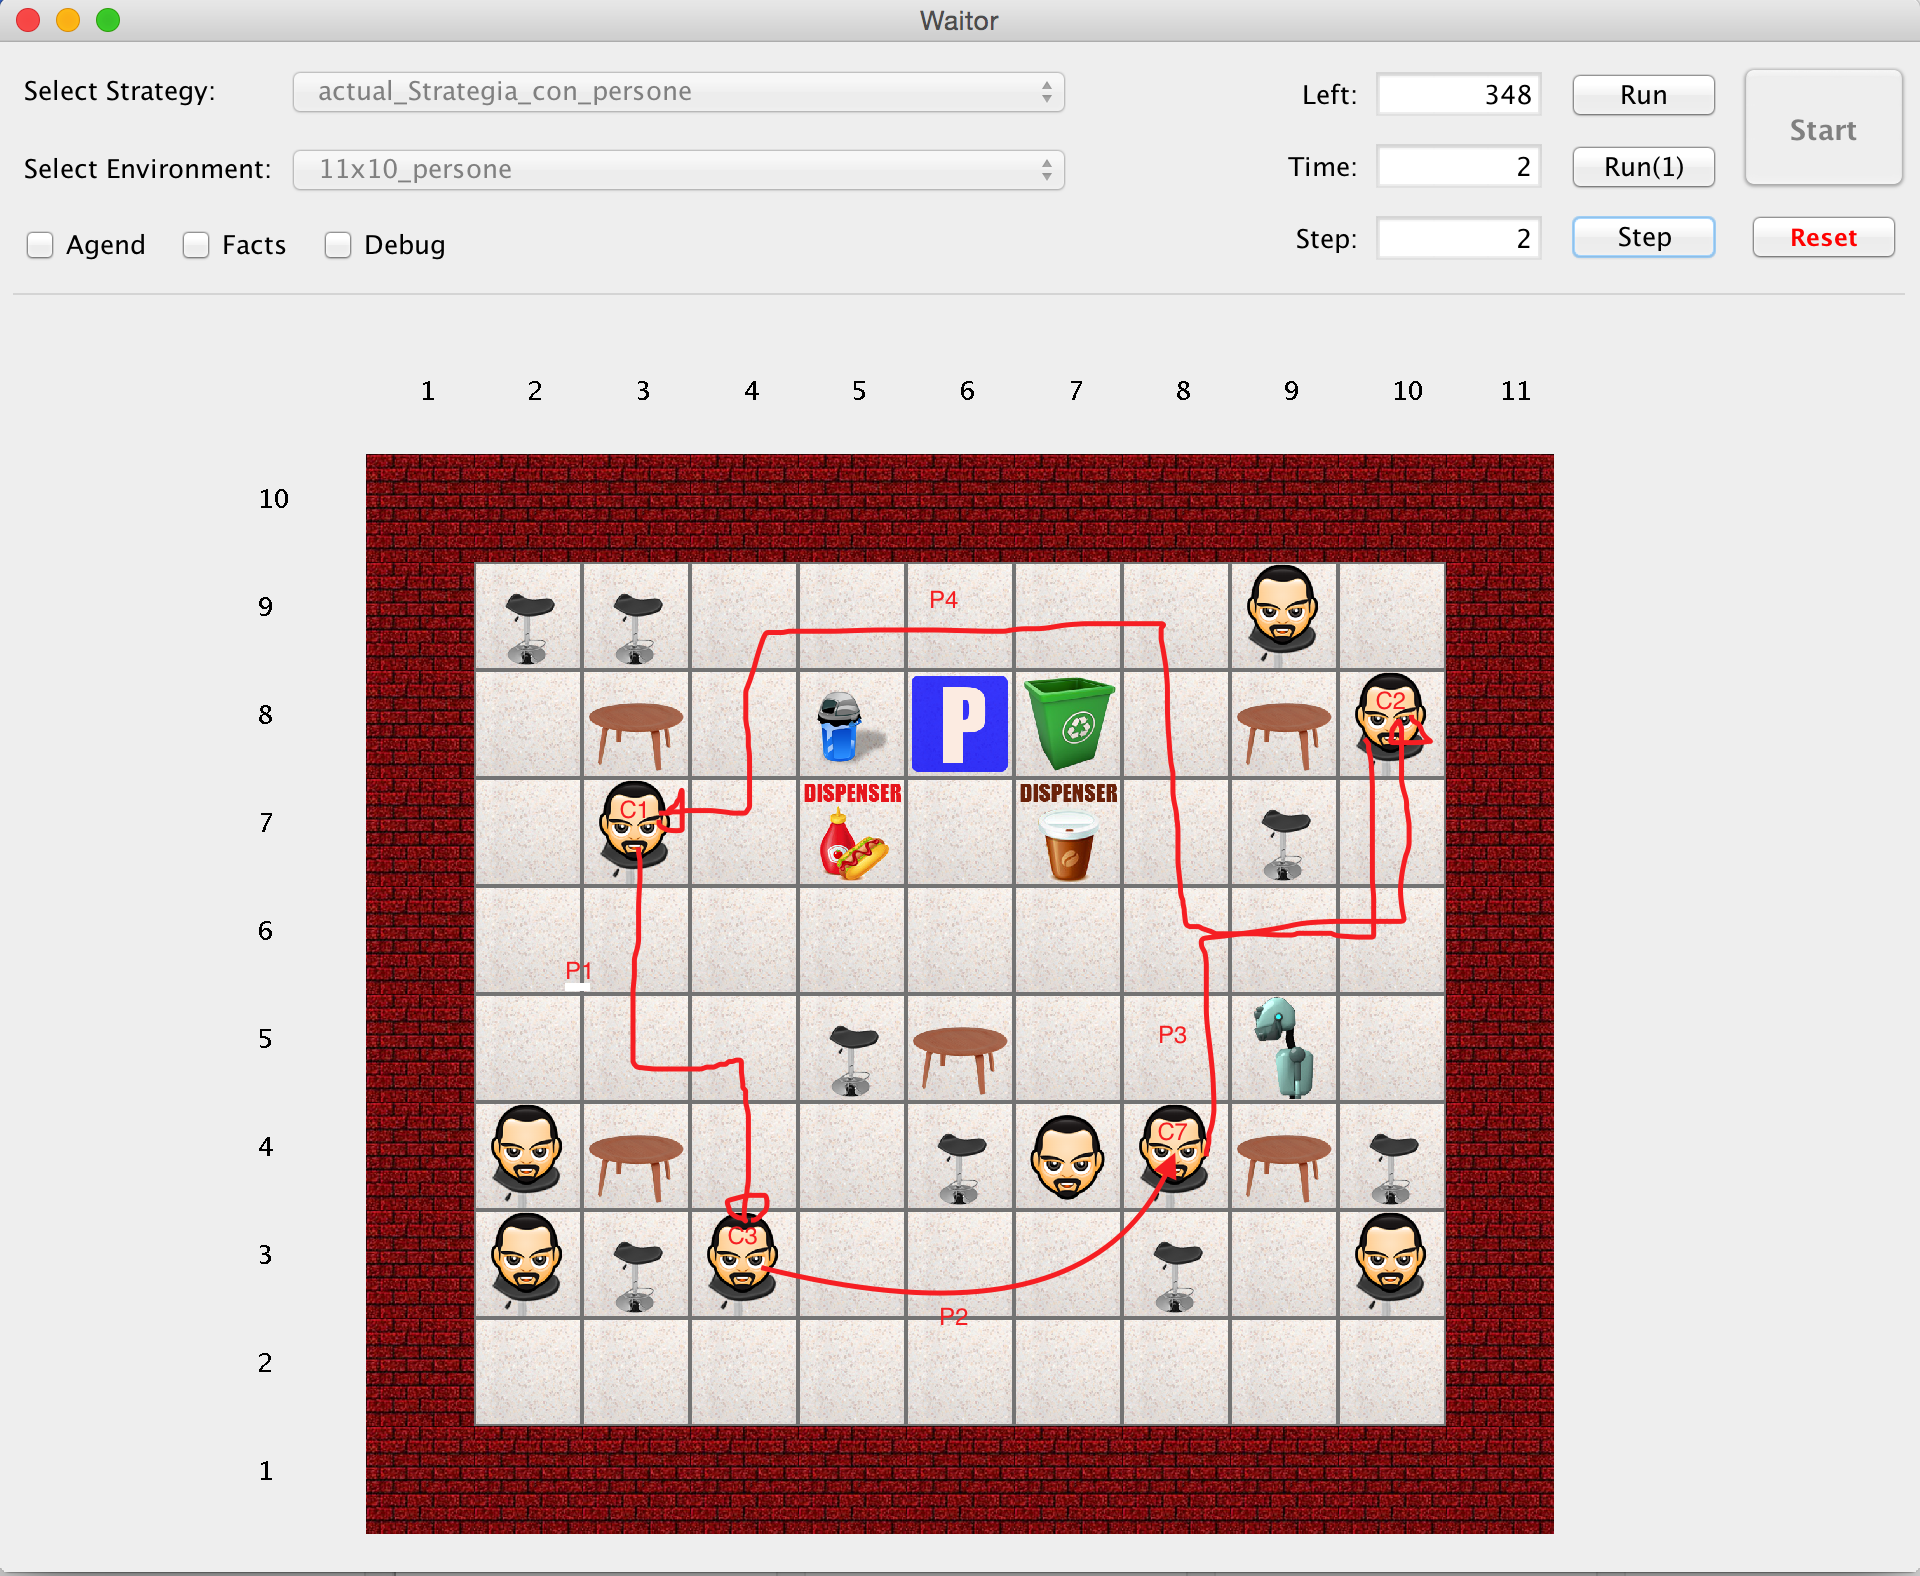 Waitor
Select Strategy: actual_Strategia_con_persone Left: 348 Run Start
Select Environment: 11x10_persone Time: 2 Run(1)
Agend Facts Debug Step: 2 Step Reset
1 2 3 4 5 6 7 8 9 10 11
10
9 P4
8 P C2
DISPENSER DISPENSER
7 C1
6
P1
5 P3
4 C7
3 C3
P2
2
1